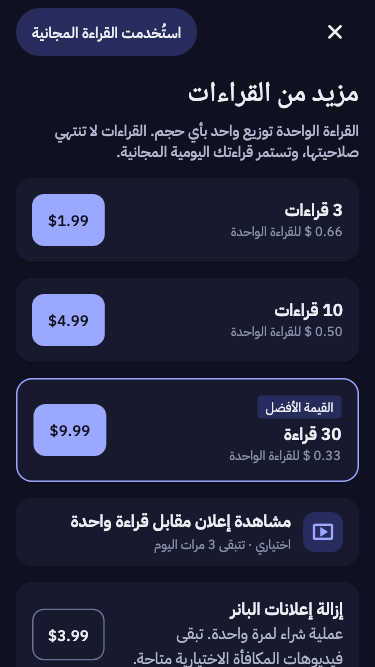 استُخدمت القراءة المجانية
مزيد من القراءات
القراءة الواحدة توزيع واحد بأي حجم. القراءات لا تنتهي
صلاحيتها، وتستمر قراءتك اليومية المجانية.
3 قراءات
0.66 $ للقراءة الواحدة
$1.99
10 قراءات
0.50 $ للقراءة الواحدة
$4.99
القيمة الأفضل
30 قراءة
0.33 $ للقراءة الواحدة
$9.99
مشاهدة إعلان مقابل قراءة واحدة
اختياري · تتبقى 3 مرات اليوم
إزالة إعلانات البانر
عملية شراء لمرة واحدة. تبقى
فيديوهات المكافأة الاختيارية متاحة.
$3.99